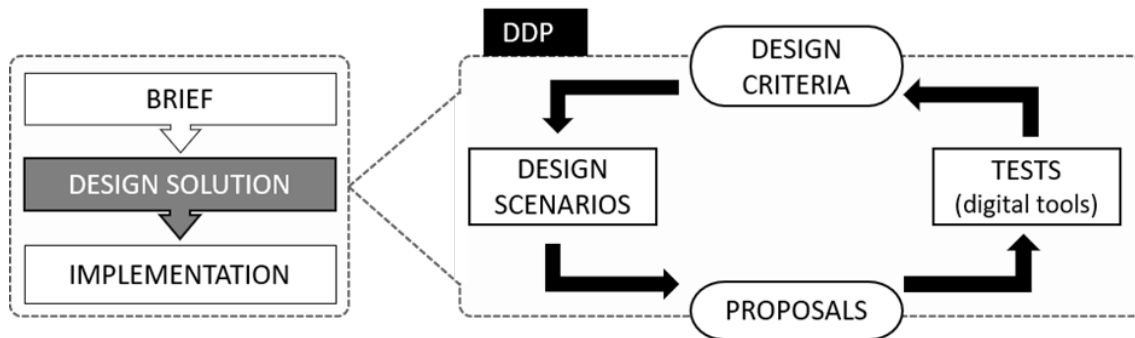 BRIEF
DESIGN SOLUTION
IMPLEMENTATION
DDP
DESIGN
CRITERIA
DESIGN
SCENARIOS
TESTS
(digital tools)
PROPOSALS